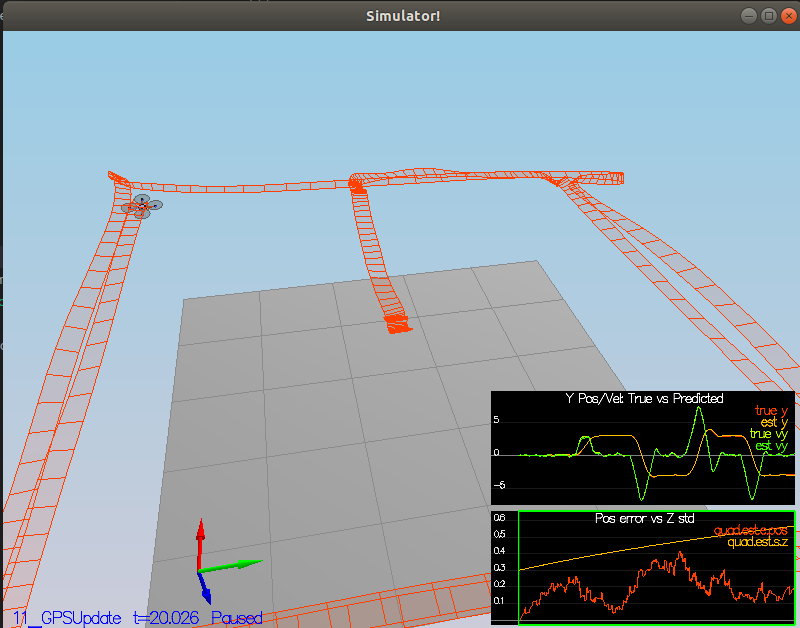 Simulator!
Y Pos/Vel: True vs Predicted
true y
est y
true vy
est vy
5
0
-5
Pos error vs Z std
quad.est.e.pos
quad.est.s.z
0.6
0.5
0.4
0.3
0.2
0.1
11_GPSUpdate t=20.026 Paused